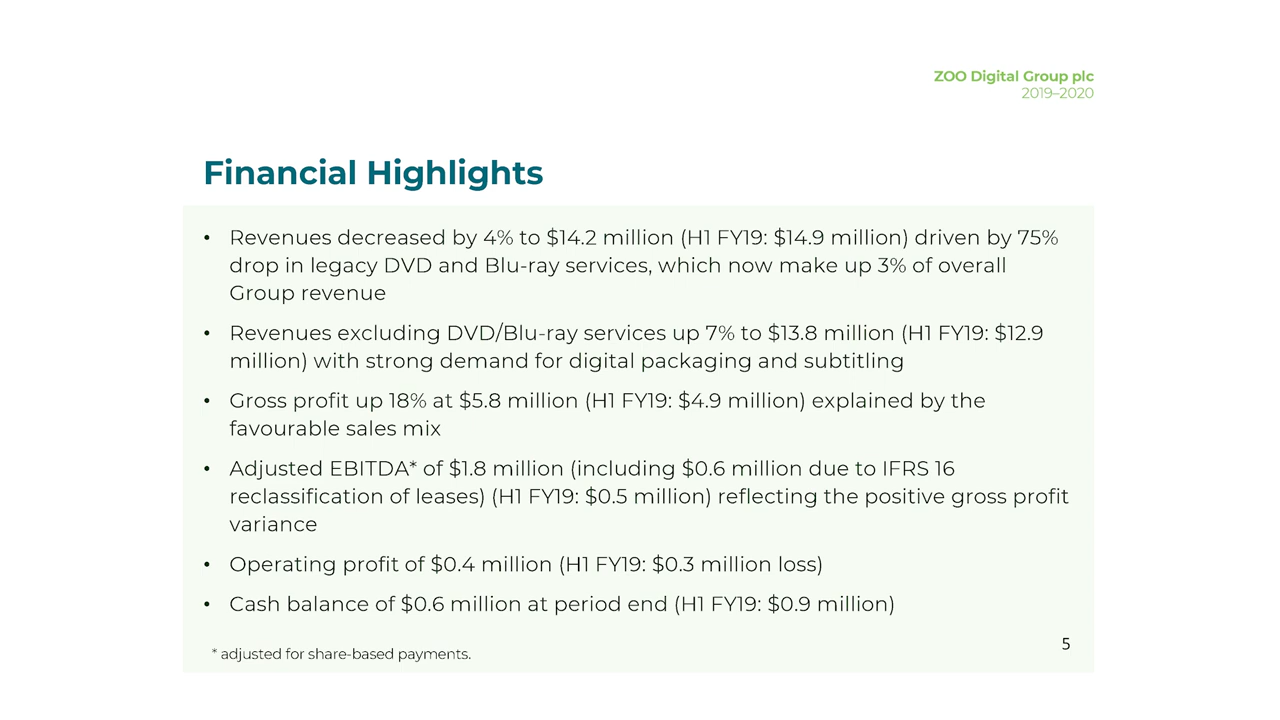 ZOO Digital Group plc
2019–2020
Financial Highlights
• Revenues decreased by 4% to $14.2 million (H1 FY19: $14.9 million) driven by 75%
drop in legacy DVD and Blu-ray services, which now make up 3% of overall
Group revenue
• Revenues excluding DVD/Blu-ray services up 7% to $13.8 million (H1 FY19: $12.9
million) with strong demand for digital packaging and subtitling
• Gross profit up 18% at $5.8 million (H1 FY19: $4.9 million) explained by the
favourable sales mix
• Adjusted EBITDA* of $1.8 million (including $0.6 million due to IFRS 16
reclassification of leases) (H1 FY19: $0.5 million) reflecting the positive gross profit
variance
• Operating profit of $0.4 million (H1 FY19: $0.3 million loss)
• Cash balance of $0.6 million at period end (H1 FY19: $0.9 million)
* adjusted for share-based payments.
5